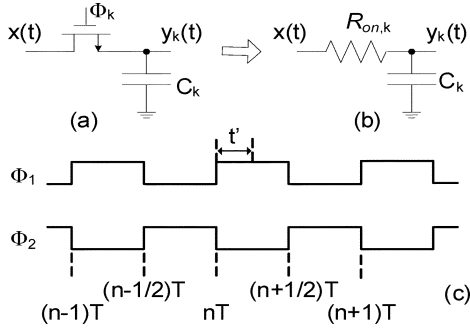 Φk
x(t) yk(t)
Ck
(a)
Ron,k
x(t) yk(t)
Ck
(b)
t'
Φ1
Φ2
(n-1/2)T (n+1/2)T
(n-1)T nT (n+1)T
(c)